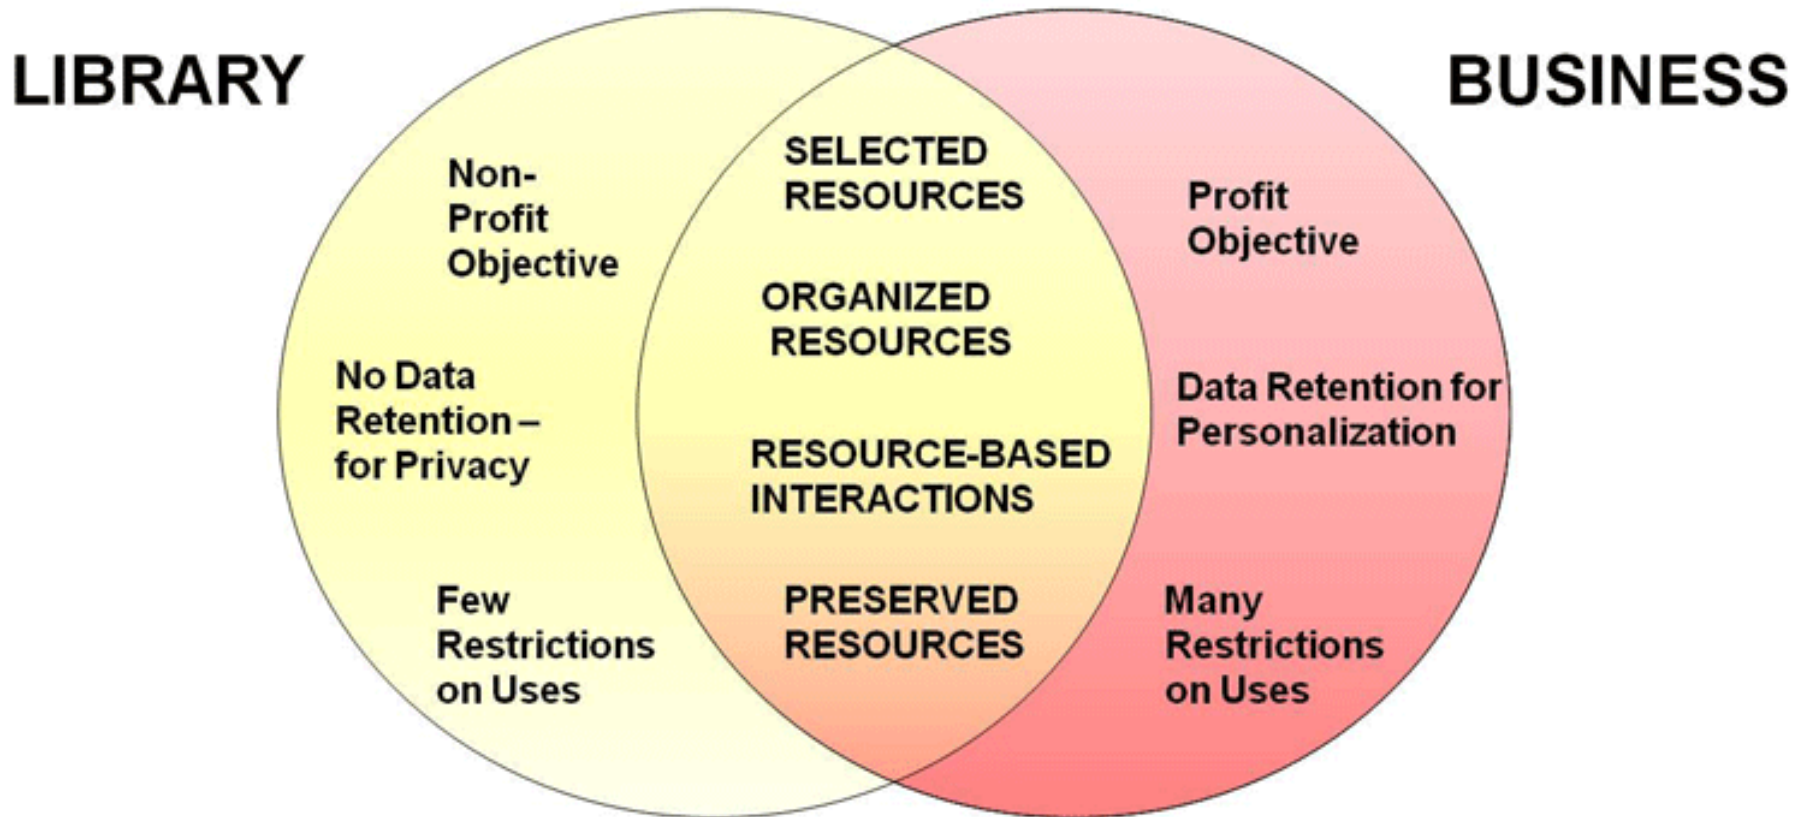 LIBRARY
BUSINESS
Non-
Profit
Objective
No Data
Retention –
for Privacy
Few
Restrictions
on Uses
SELECTED
RESOURCES
ORGANIZED
RESOURCES
RESOURCE-BASED
INTERACTIONS
PRESERVED
RESOURCES
Profit
Objective
Data Retention for
Personalization
Many
Restrictions
on Uses